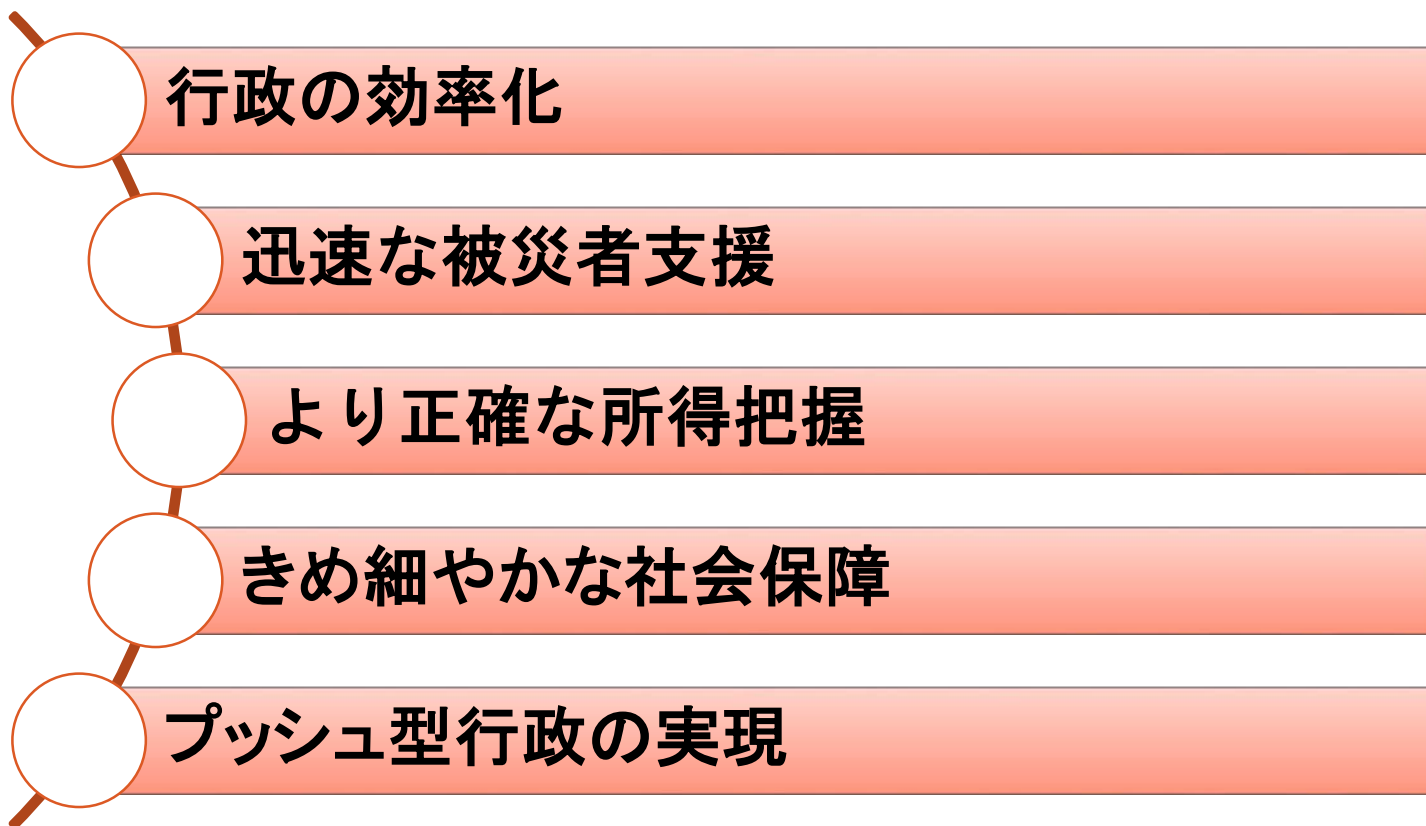 行政の効率化
迅速な被災者支援
より正確な所得把握
きめ細やかな社会保障
プッシュ型行政の実現